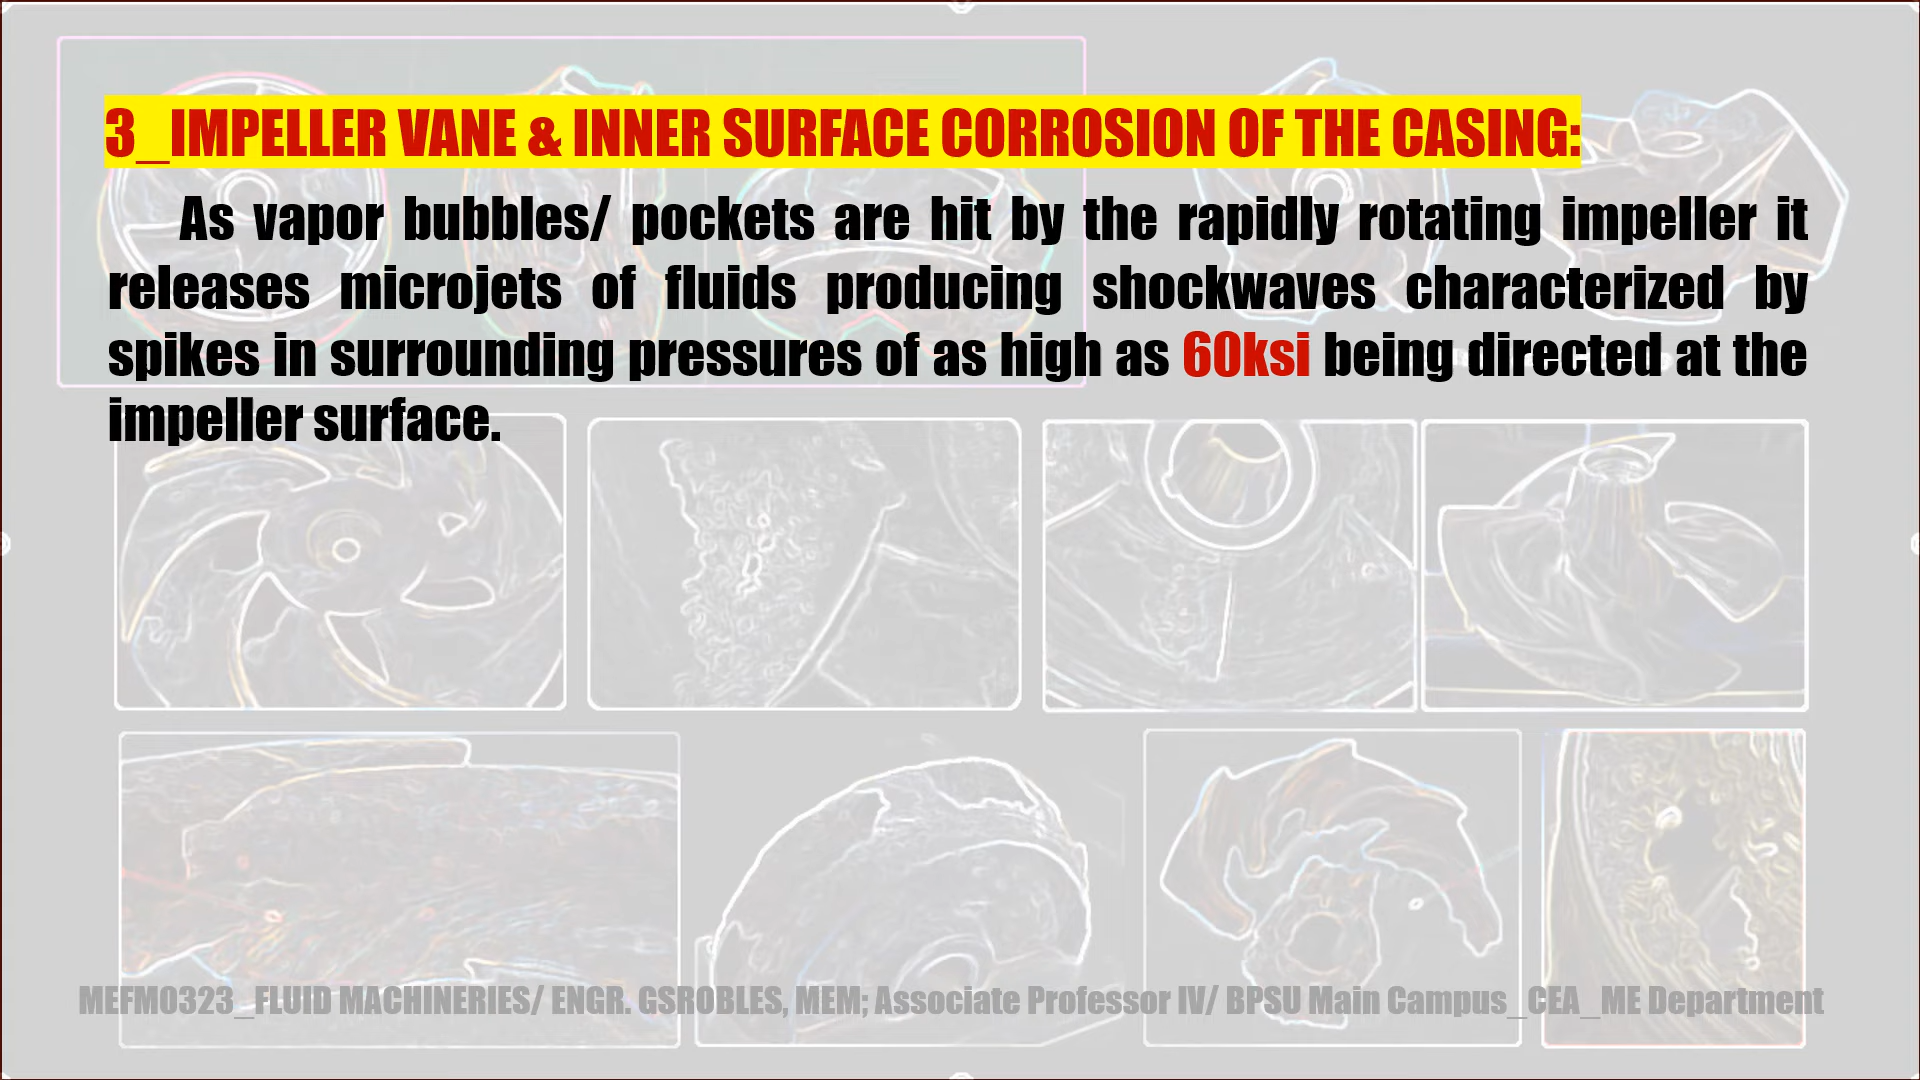 3_IMPELLER VANE & INNER SURFACE CORROSION OF THE CASING:
As vapor bubbles/ pockets are hit by the rapidly rotating impeller it
releases microjets of fluids producing shockwaves characterized by
spikes in surrounding pressures of as high as 60ksi being directed at the
impeller surface.
MEFM0323_FLUID MACHINERIES/ ENGR. GSROBLES, MEM; Associate Professor IV/ BPSU Main Campus_CEA_ME Department